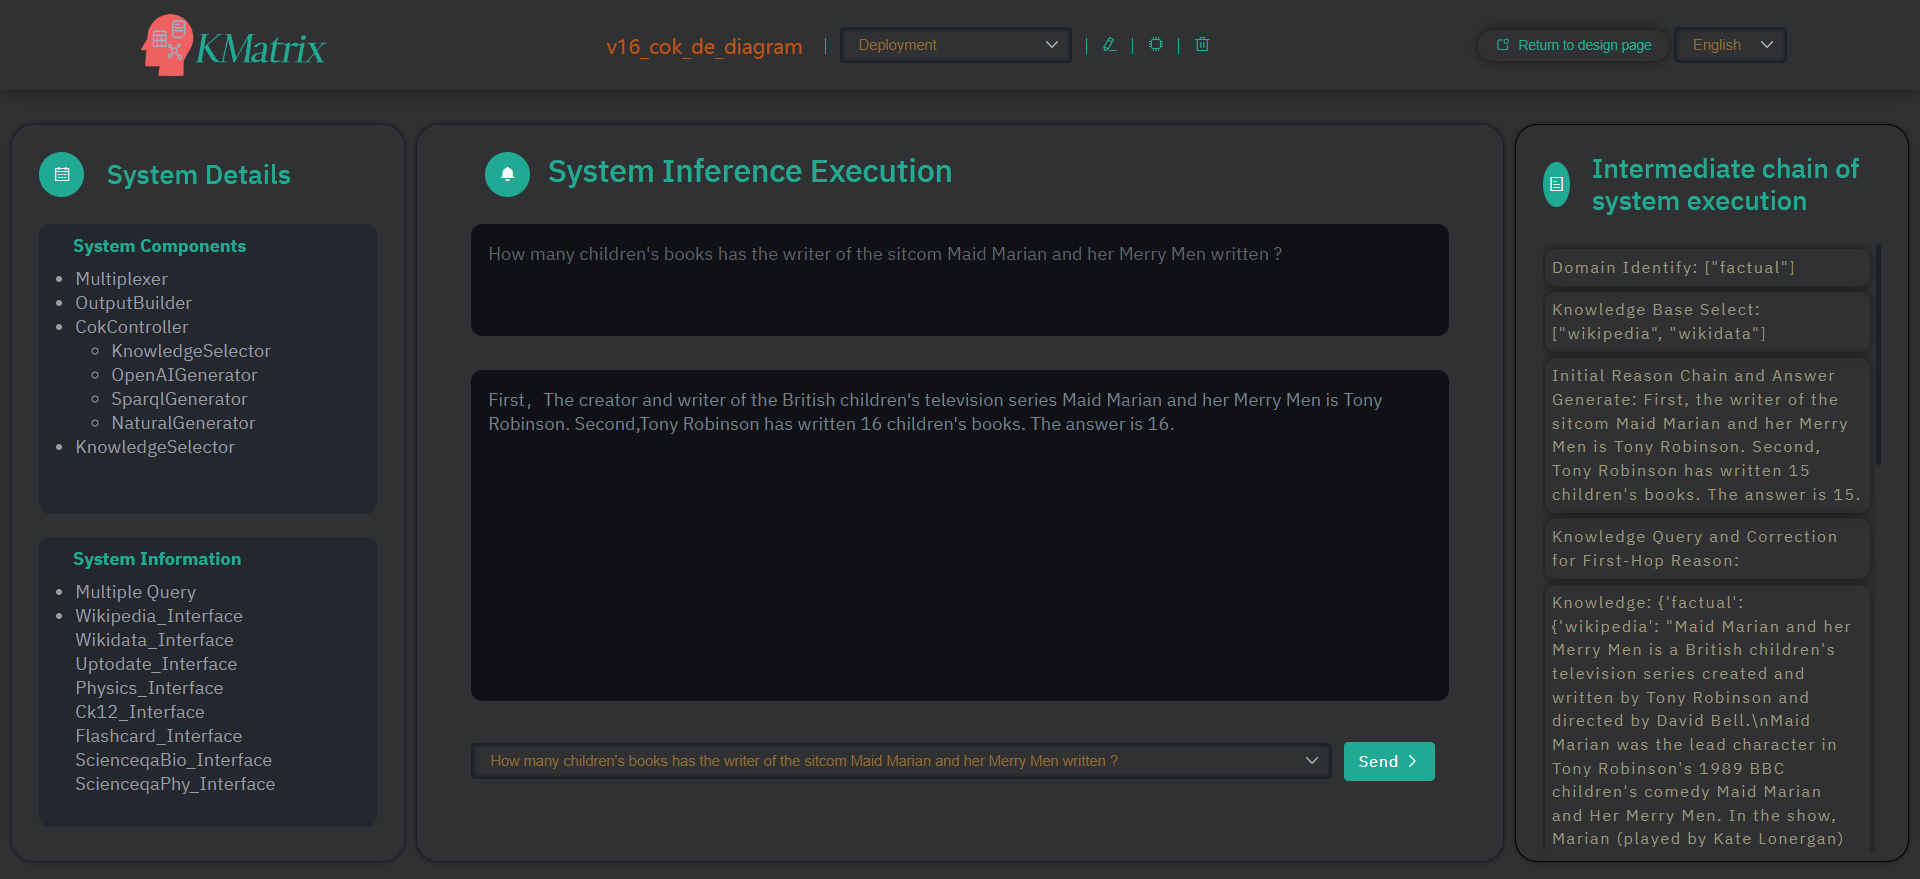 KMatrix
v16_cok_de_diagram
Deployment
Return to design page
English
System Details
System Components
Multiplexer
OutputBuilder
CokController
KnowledgeSelector
OpenAIGenerator
SparqlGenerator
NaturalGenerator
KnowledgeSelector
System Information
Multiple Query
Wikipedia_Interface
Wikidata_Interface
Uptodate_Interface
Physics_Interface
Ck12_Interface
Flashcard_Interface
ScienceqaBio_Interface
ScienceqaPhy_Interface
System Inference Execution
How many children's books has the writer of the sitcom Maid Marian and her Merry Men written ?
First，The creator and writer of the British children's television series Maid Marian and her Merry Men is Tony
Robinson. Second,Tony Robinson has written 16 children's books. The answer is 16.
How many children's books has the writer of the sitcom Maid Marian and her Merry Men written ?
Send
Intermediate chain of
system execution
Domain Identify: ["factual"]
Knowledge Base Select:
["wikipedia", "wikidata"]
Initial Reason Chain and Answer
Generate: First, the writer of the
sitcom Maid Marian and her Merry
Men is Tony Robinson. Second,
Tony Robinson has written 15
children's books. The answer is 15.
Knowledge Query and Correction
for First-Hop Reason:
Knowledge: {'factual':
{'wikipedia': "Maid Marian and her
Merry Men is a British children's
television series created and
written by Tony Robinson and
directed by David Bell.\nMaid
Marian was the lead character in
Tony Robinson's 1989 BBC
children's comedy Maid Marian
and Her Merry Men. In the show,
Marian (played by Kate Lonergan)